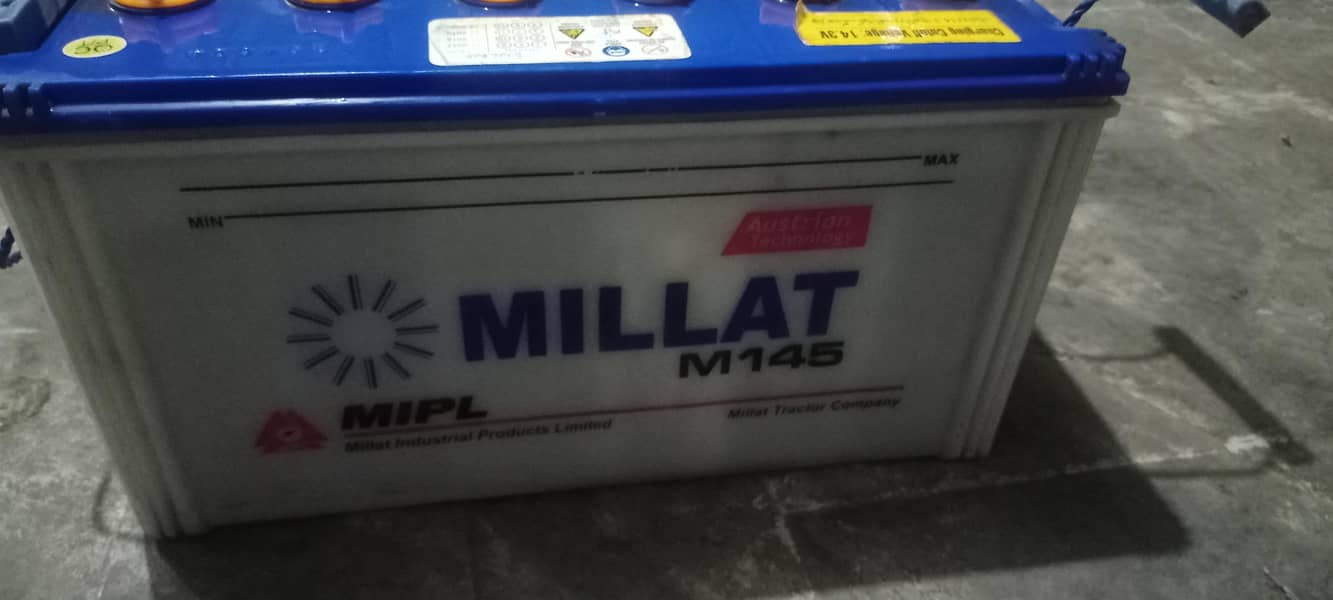 Charging Cutoff Voltage: 14.3V
MAX
MIN
Austrian
Technology
MILLAT
M145
MIPL
Millat Industrial Products Limited
Millat Tractor Company